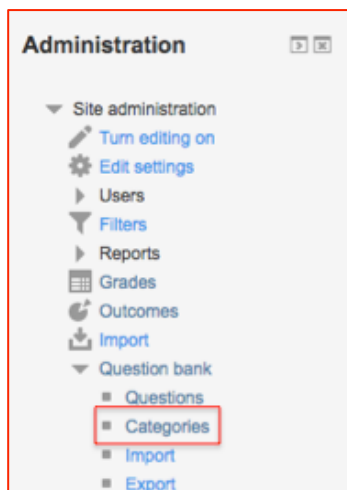 Administration
Site administration
Turn editing on
Edit settings
Users
Filters
Reports
Grades
Outcomes
Import
Question bank
Questions
Categories
Import
Export